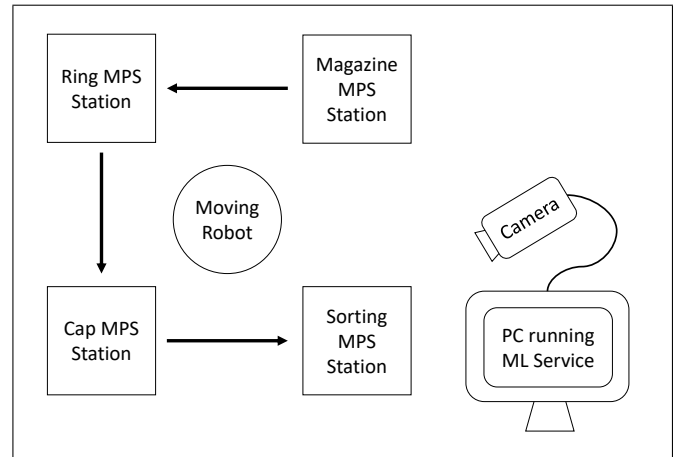 Ring MPS
Station
Magazine
MPS
Station
Moving
Robot
Camera
Cap MPS
Station
Sorting
MPS
Station
PC running
ML Service